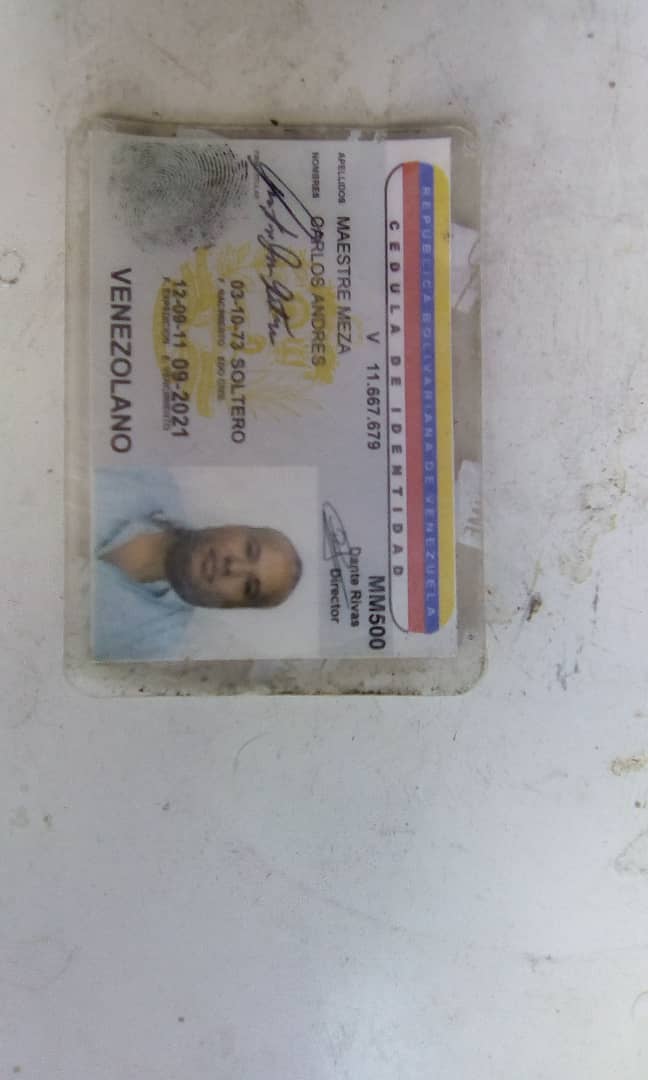 REPUBLICA BOLIVARIANA DE VENEZUELA
CEDULA DE IDENTIDAD
V 11.667.679
MM500
APELLIDOS MAESTRE MEZA
Dante Rivas
Director
NOMBRES CARLOS ANDRES
03-10-73 SOLTERO
F. NACIMIENTO EDO CIVIL
12-09-11 09-2021
F. EXPEDICION F. VENCIMIENTO
VENEZOLANO